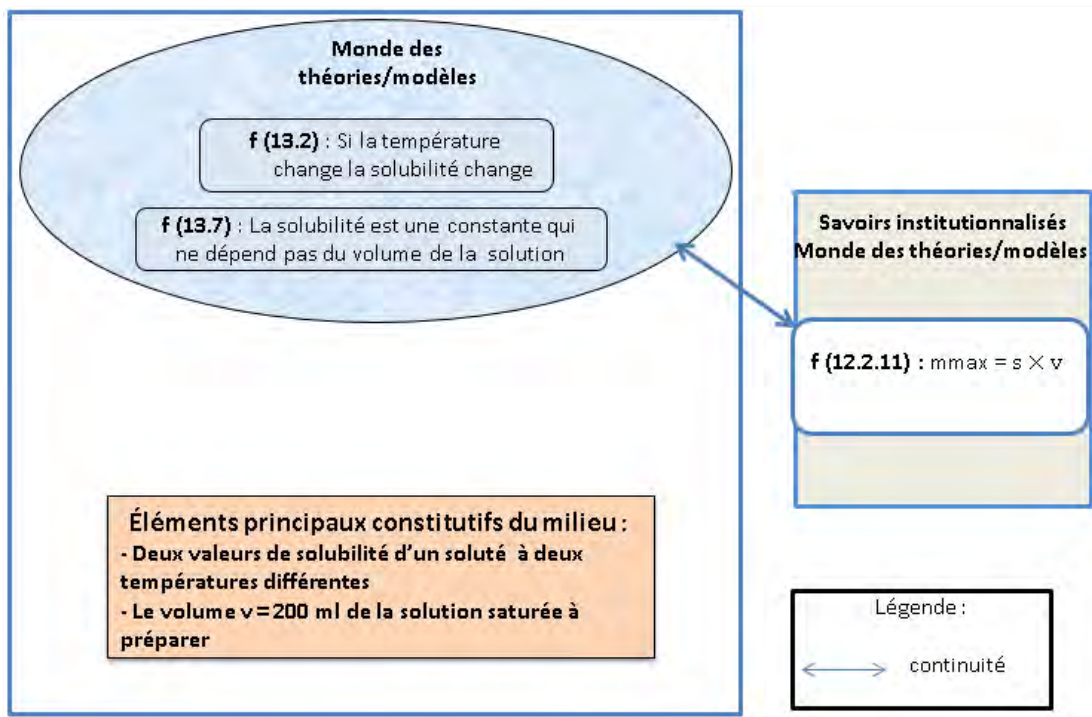 Monde des
théories/modèles
f (13.2) : Si la température
change la solubilité change
f (13.7) : La solubilité est une constante qui
ne dépend pas du volume de la solution
Savoirs institutionnalisés
Monde des théories/modèles
f (12.2.11) : mmax = s × v
Éléments principaux constitutifs du milieu :
- Deux valeurs de solubilité d'un soluté à deux
températures différentes
- Le volume v = 200 ml de la solution saturée à
préparer
Légende :
continuité